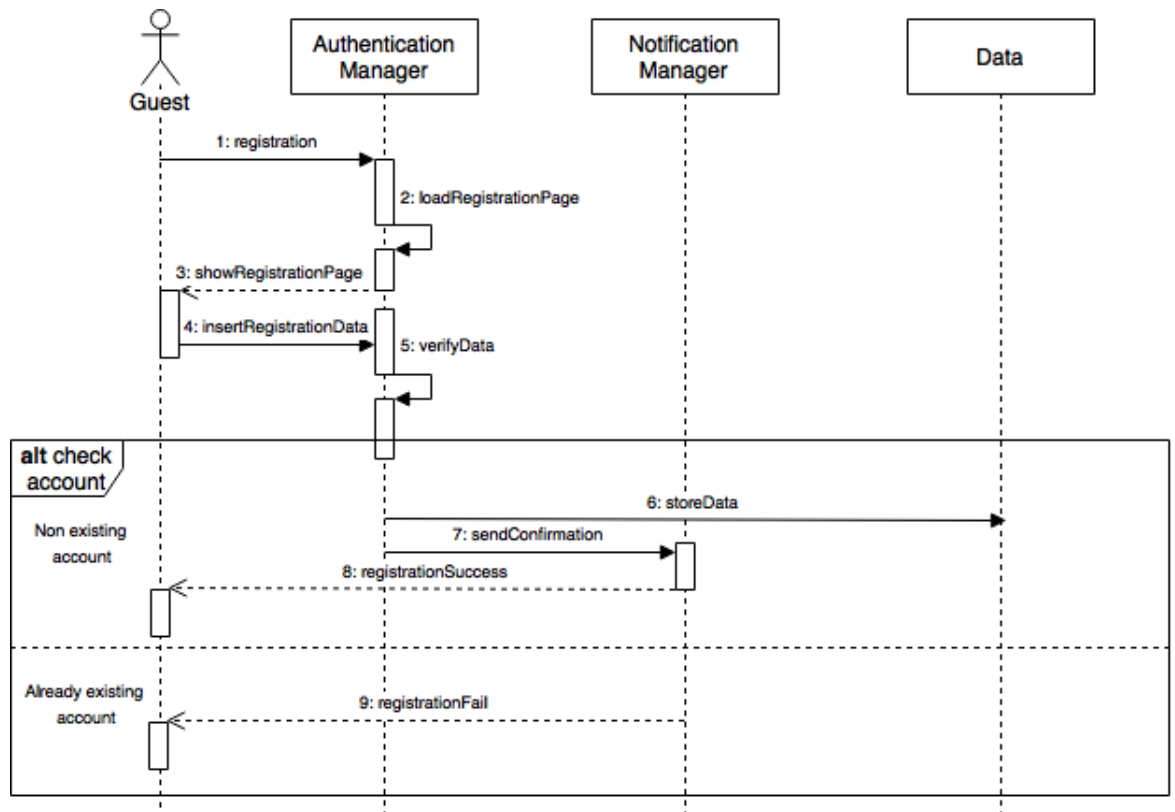 Guest
Authentication
Manager
Notification
Manager
Data
1: registration
2: loadRegistrationPage
3: showRegistrationPage
4: insertRegistrationData
5: verifyData
alt check
account
6: storeData
Non existing
account
7: sendConfirmation
8: registrationSuccess
Already existing
account
9: registrationFail